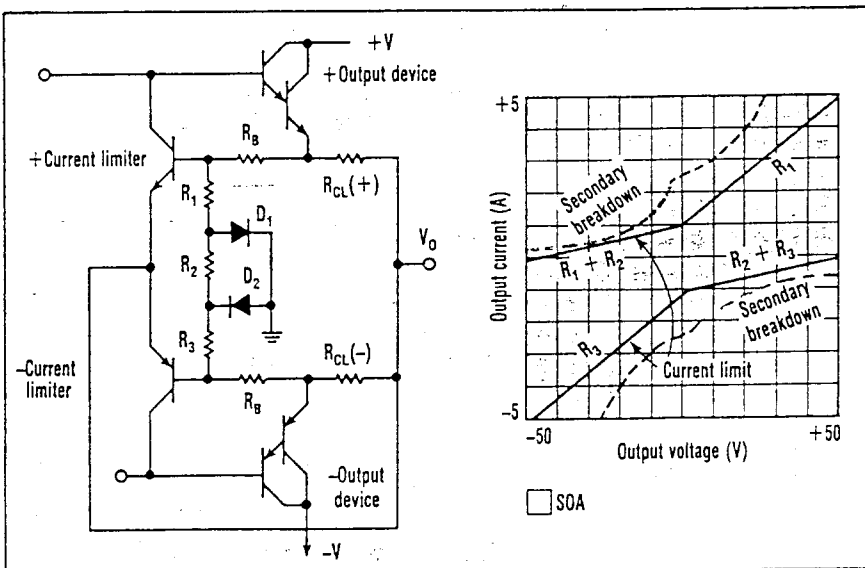 +V
+Output device
R_B
+Current limiter
R_CL(+)
R_1
D_1
V_o
R_2
D_2
R_3
R_CL(-)
-Current
limiter
R_B
-Output
device
-V
+5
Output current (A)
-5
Secondary
breakdown
R_1
R_1 + R_2
R_2 + R_3
Secondary
breakdown
R_3
Current limit
-50
+50
Output voltage (V)
SOA